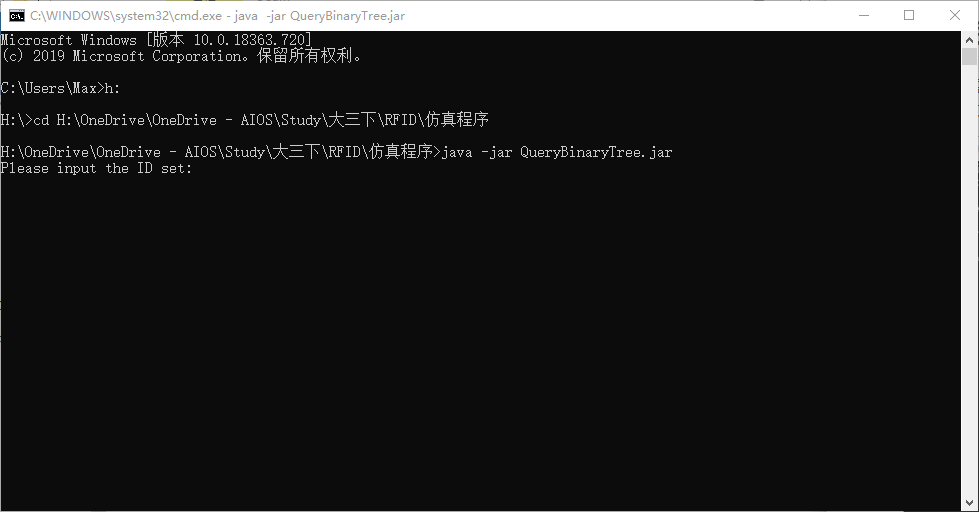 C:\WINDOWS\system32\cmd.exe - java  -jar QueryBinaryTree.jar
Microsoft Windows [版本 10.0.18363.720]
(c) 2019 Microsoft Corporation。保留所有权利。
C:\Users\Max>h:
H:\>cd H:\OneDrive\OneDrive - AIOS\Study\大三下\RFID\仿真程序
H:\OneDrive\OneDrive - AIOS\Study\大三下\RFID\仿真程序>java -jar QueryBinaryTree.jar
Please input the ID set: